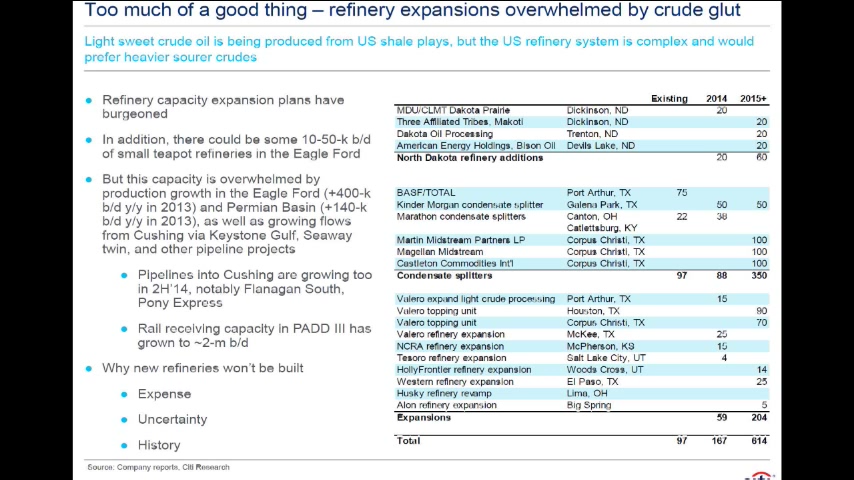 Too much of a good thing – refinery expansions overwhelmed by crude glut
Light sweet crude oil is being produced from US shale plays, but the US refinery system is complex and would
prefer heavier sourer crudes
● Refinery capacity expansion plans have
burgeoned
● In addition, there could be some 10-50-k b/d
of small teapot refineries in the Eagle Ford
● But this capacity is overwhelmed by
production growth in the Eagle Ford (+400-k
b/d y/y in 2013) and Permian Basin (+140-k
b/d y/y in 2013), as well as growing flows
from Cushing via Keystone Gulf, Seaway
twin, and other pipeline projects
● Pipelines into Cushing are growing too
in 2H'14, notably Flanagan South,
Pony Express
● Rail receiving capacity in PADD III has
grown to ~2-m b/d
● Why new refineries won't be built
● Expense
● Uncertainty
● History
Existing 2014 2015+
MDU/CLMT Dakota Prairie Dickinson, ND 20
Three Affiliated Tribes, Makoti Dickinson, ND 20
Dakota Oil Processing Trenton, ND 20
American Energy Holdings, Bison Oil Devils Lake, ND 20
North Dakota refinery additions 20 60
BASF/TOTAL Port Arthur, TX 75
Kinder Morgan condensate splitter Galena Park, TX 50 50
Marathon condensate splitters Canton, OH 22 38
Catlettsburg, KY
Martin Midstream Partners LP Corpus Christi, TX 100
Magellan Midstream Corpus Christi, TX 100
Castleton Commodities Int'l Corpus Christi, TX 100
Condensate splitters 97 88 350
Valero expand light crude processing Port Arthur, TX 15
Valero topping unit Houston, TX 90
Valero topping unit Corpus Christi, TX 70
Valero refinery expansion McKee, TX 25
NCRA refinery expansion McPherson, KS 15
Tesoro refinery expansion Salt Lake City, UT 4
HollyFrontier refinery expansion Woods Cross, UT 14
Western refinery expansion El Paso, TX 25
Husky refinery revamp Lima, OH
Alon refinery expansion Big Spring 5
Expansions 59 204
Total 97 167 614
Source: Company reports, Citi Research